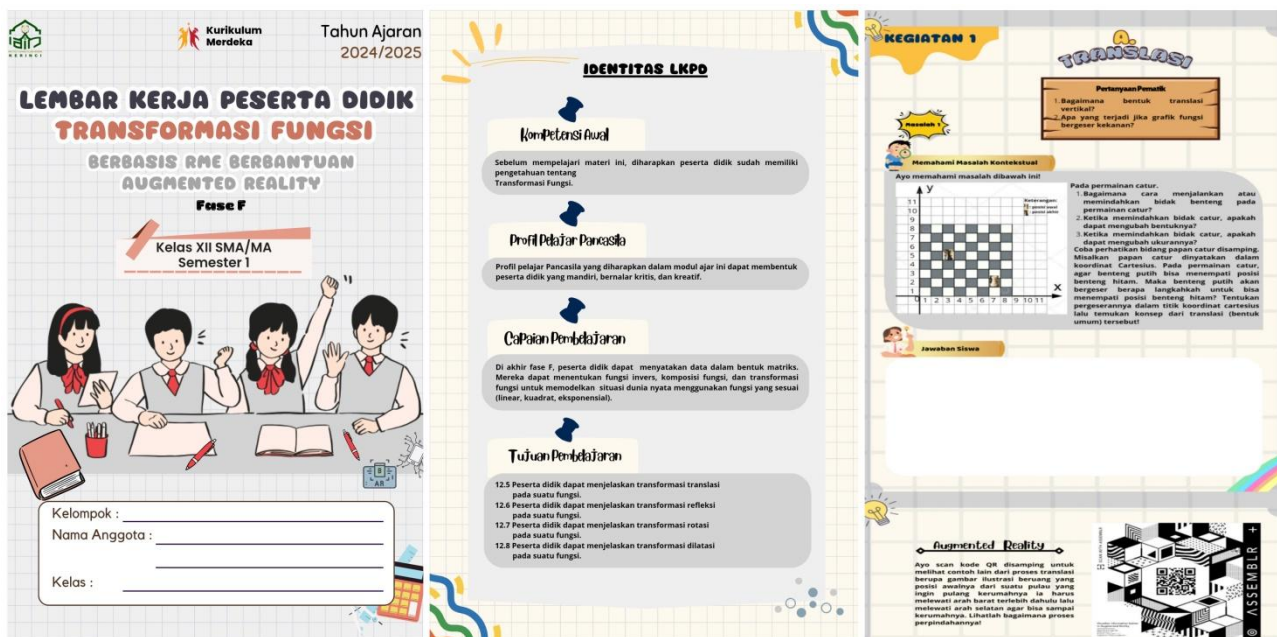 iain
KERINCI
Kurikulum
Merdeka
Tahun Ajaran
2024/2025
LEMBAR KERJA PESERTA DIDIK
TRANSFORMASI FUNGSI
BERBASIS RME BERBANTUAN
AUGMENTED REALITY
Fase F
Kelas XII SMA/MA
Semester 1
AR
Kelompok :
Nama Anggota :
Kelas :
IDENTITAS LKPD
Kompetensi Awal
Sebelum mempelajari materi ini, diharapkan peserta didik sudah memiliki
pengetahuan tentang
Transformasi Fungsi.
Profil Pelajar Pancasila
Profil pelajar Pancasila yang diharapkan dalam modul ajar ini dapat membentuk
peserta didik yang mandiri, bernalar kritis, dan kreatif.
Capaian Pembelajaran
Di akhir fase F, peserta didik dapat menyatakan data dalam bentuk matriks.
Mereka dapat menentukan fungsi invers, komposisi fungsi, dan transformasi
fungsi untuk memodelkan situasi dunia nyata menggunakan fungsi yang sesuai
(linear, kuadrat, eksponensial).
Tujuan Pembelajaran
12.5 Peserta didik dapat menjelaskan transformasi translasi
pada suatu fungsi.
12.6 Peserta didik dapat menjelaskan transformasi refleksi
pada suatu fungsi.
12.7 Peserta didik dapat menjelaskan transformasi rotasi
pada suatu fungsi.
12.8 Peserta didik dapat menjelaskan transformasi dilatasi
pada suatu fungsi.
KEGIATAN 1
A.
TRANSLASI
Pertanyaan Pematik
1. Bagaimana bentuk translasi
vertikal?
2. Apa yang terjadi jika grafik fungsi
bergeser kekanan?
Masalah 1
Memahami Masalah Kontekstual
Ayo memahami masalah dibawah ini!
y
11
10
9
8
7
6
5
4
3
2
1
0 1 2 3 4 5 6 7 8 9 10 11
x
Keterangan:
: posisi awal
: posisi akhir
Pada permainan catur.
1. Bagaimana cara menjalankan atau
memindahkan bidak benteng pada
permainan catur?
2. Ketika memindahkan bidak catur, apakah
dapat mengubah bentuknya?
3. Ketika memindahkan bidak catur, apakah
dapat mengubah ukurannya?
Coba perhatikan bidang papan catur disamping.
Misalkan papan catur dinyatakan dalam
koordinat Cartesius. Pada permainan catur,
agar benteng putih bisa menempati posisi
benteng hitam. Maka benteng putih akan
bergeser berapa langkahkah untuk bisa
menempati posisi benteng hitam? Tentukan
pergeserannya dalam titik koordinat cartesius
lalu temukan konsep dari translasi (bentuk
umum) tersebut!
Jawaban Siswa
Augmented Reality
Ayo scan kode QR disamping untuk
melihat contoh lain dari proses translasi
berupa gambar ilustrasi beruang yang
posisi awalnya dari suatu pulau yang
ingin pulang kerumahnya ia harus
melewati arah barat terlebih dahulu lalu
melewati arah selatan agar bisa sampai
kerumahnya. Lihatlah bagaimana proses
perpindahannya!
ASSEMBLR